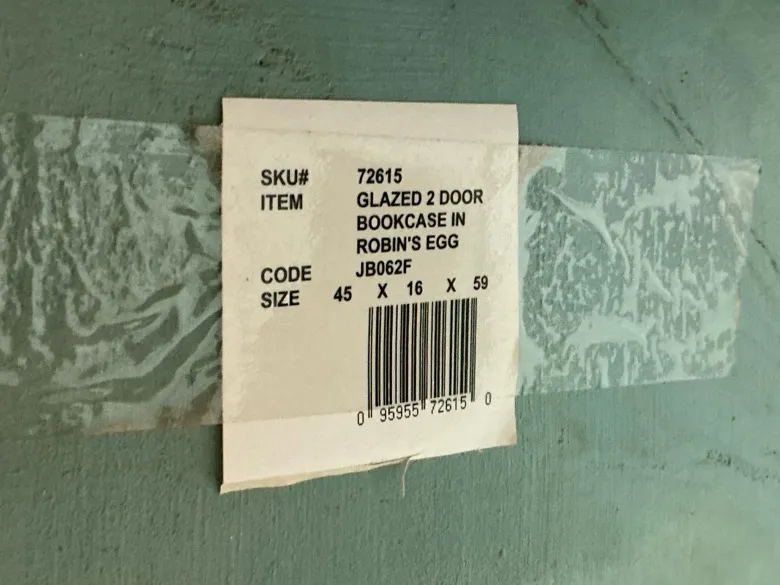 SKU# 72615
ITEM GLAZED 2 DOOR
BOOKCASE IN
ROBIN'S EGG
CODE JB062F
SIZE 45 X 16 X 59
0 95955 72615 0